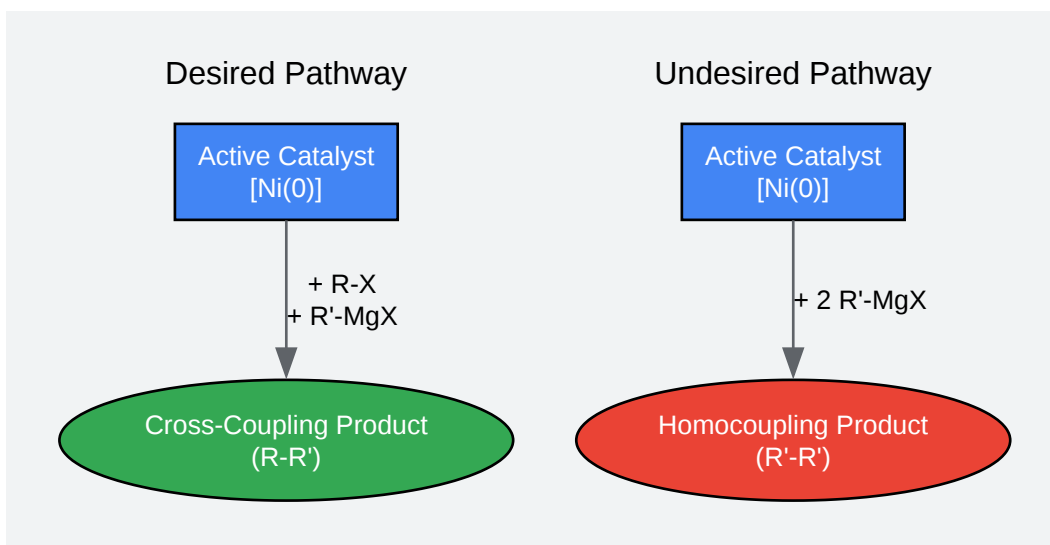 Desired Pathway
Active Catalyst
[Ni(0)]
+ R-X
+ R'-MgX
Cross-Coupling Product
(R-R')
Undesired Pathway
Active Catalyst
[Ni(0)]
+ 2 R'-MgX
Homocoupling Product
(R'-R')